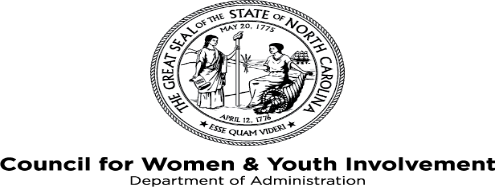 THE GREAT SEAL OF THE STATE OF NORTH CAROLINA
MAY 20, 1775
APRIL 12, 1776
★ ESSE QUAM VIDERI ★
Council for Women & Youth Involvement
Department of Administration